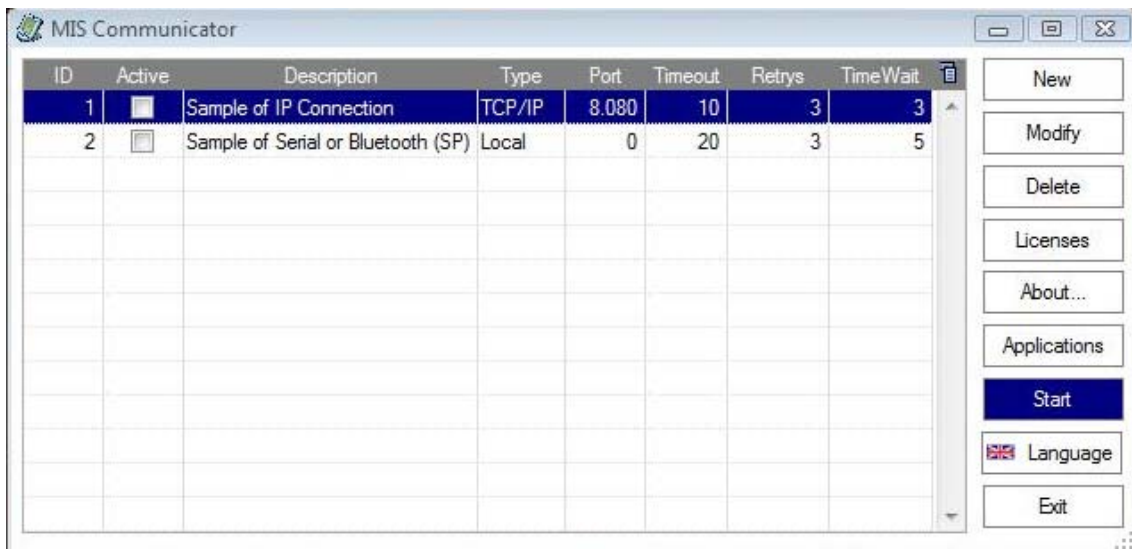 MIS Communicator
ID Active Description Type Port Timeout Retrys TimeWait
1 Sample of IP Connection TCP/IP 8.080 10 3 3
2 Sample of Serial or Bluetooth (SP) Local 0 20 3 5
New
Modify
Delete
Licenses
About...
Applications
Start
Language
Exit